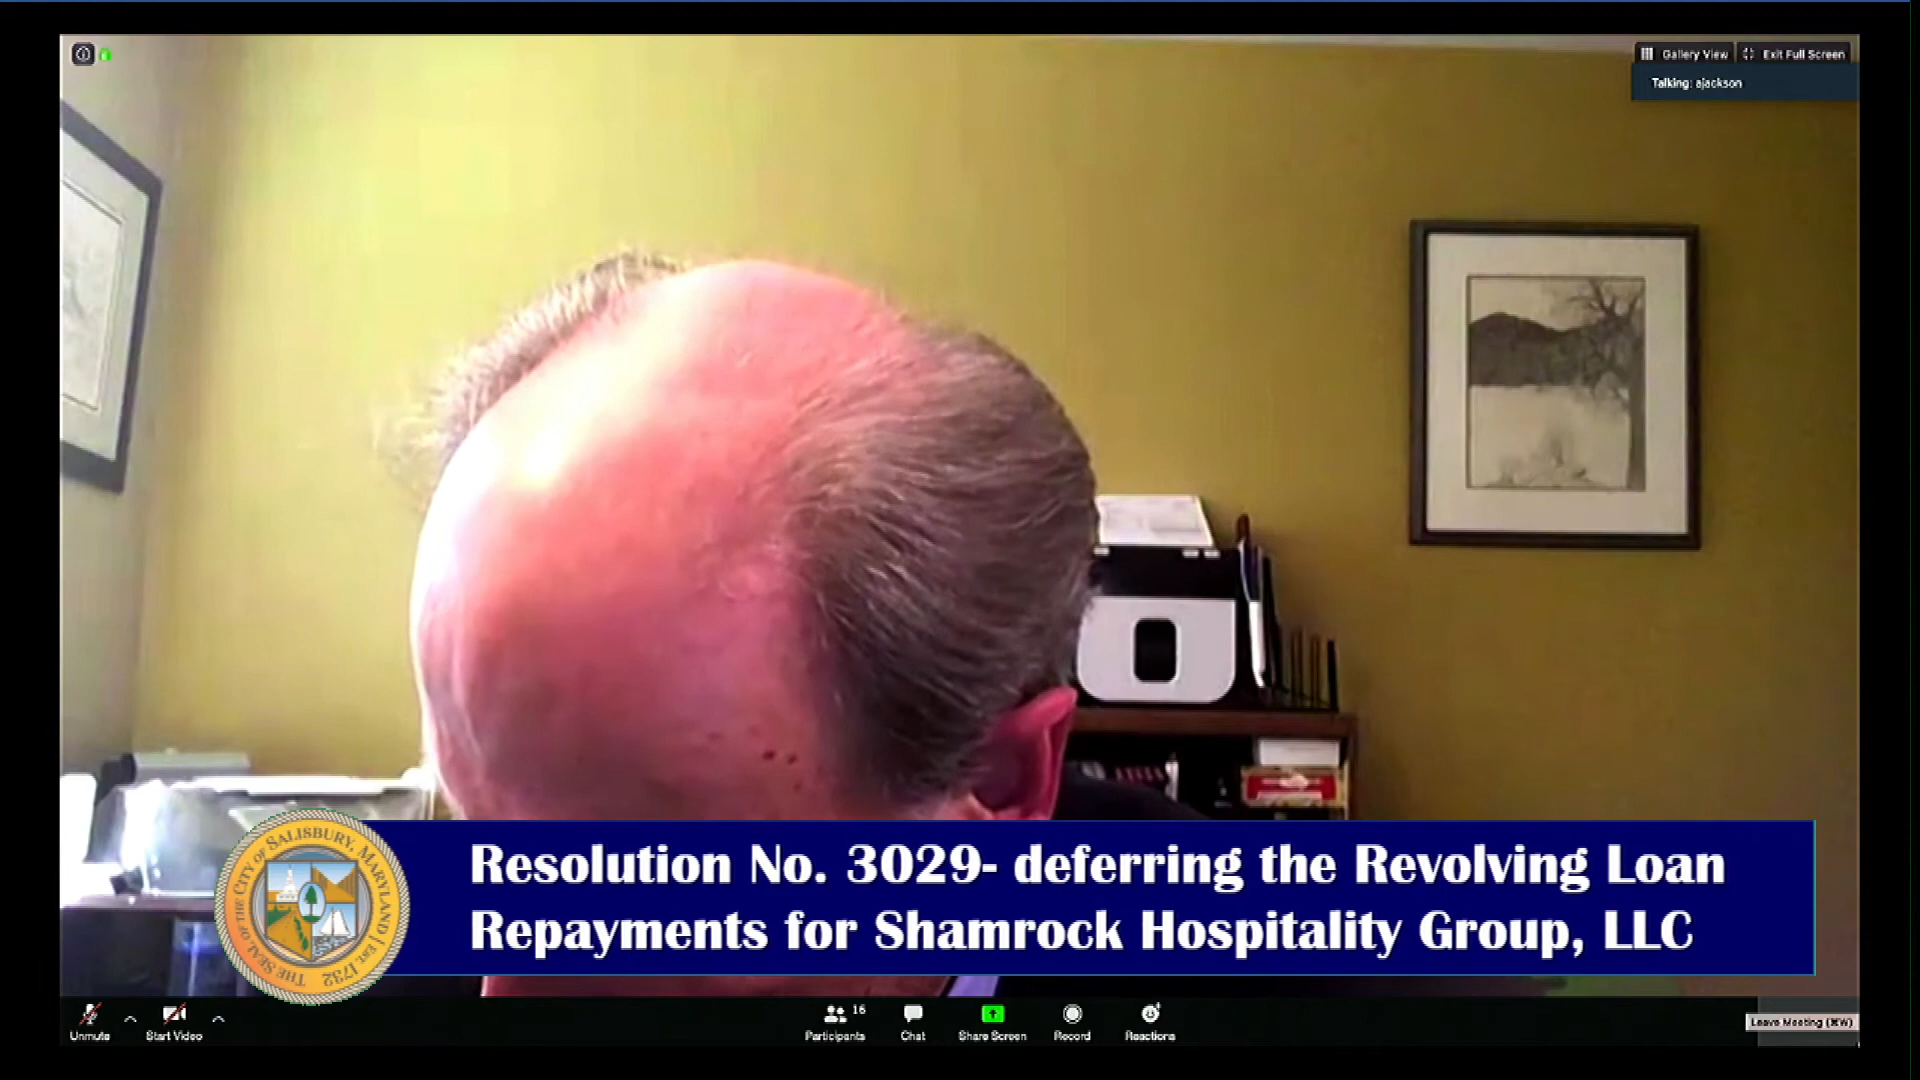 Gallery View
Exit Full Screen
Talking: ajackson
Resolution No. 3029- deferring the Revolving Loan
Repayments for Shamrock Hospitality Group, LLC
THE SEAL OF THE CITY OF SALISBURY, MARYLAND | EST. 1732
Unmute
Start Video
16
Participants
Chat
Share Screen
Record
Reactions
Leave Meeting (⌘W)